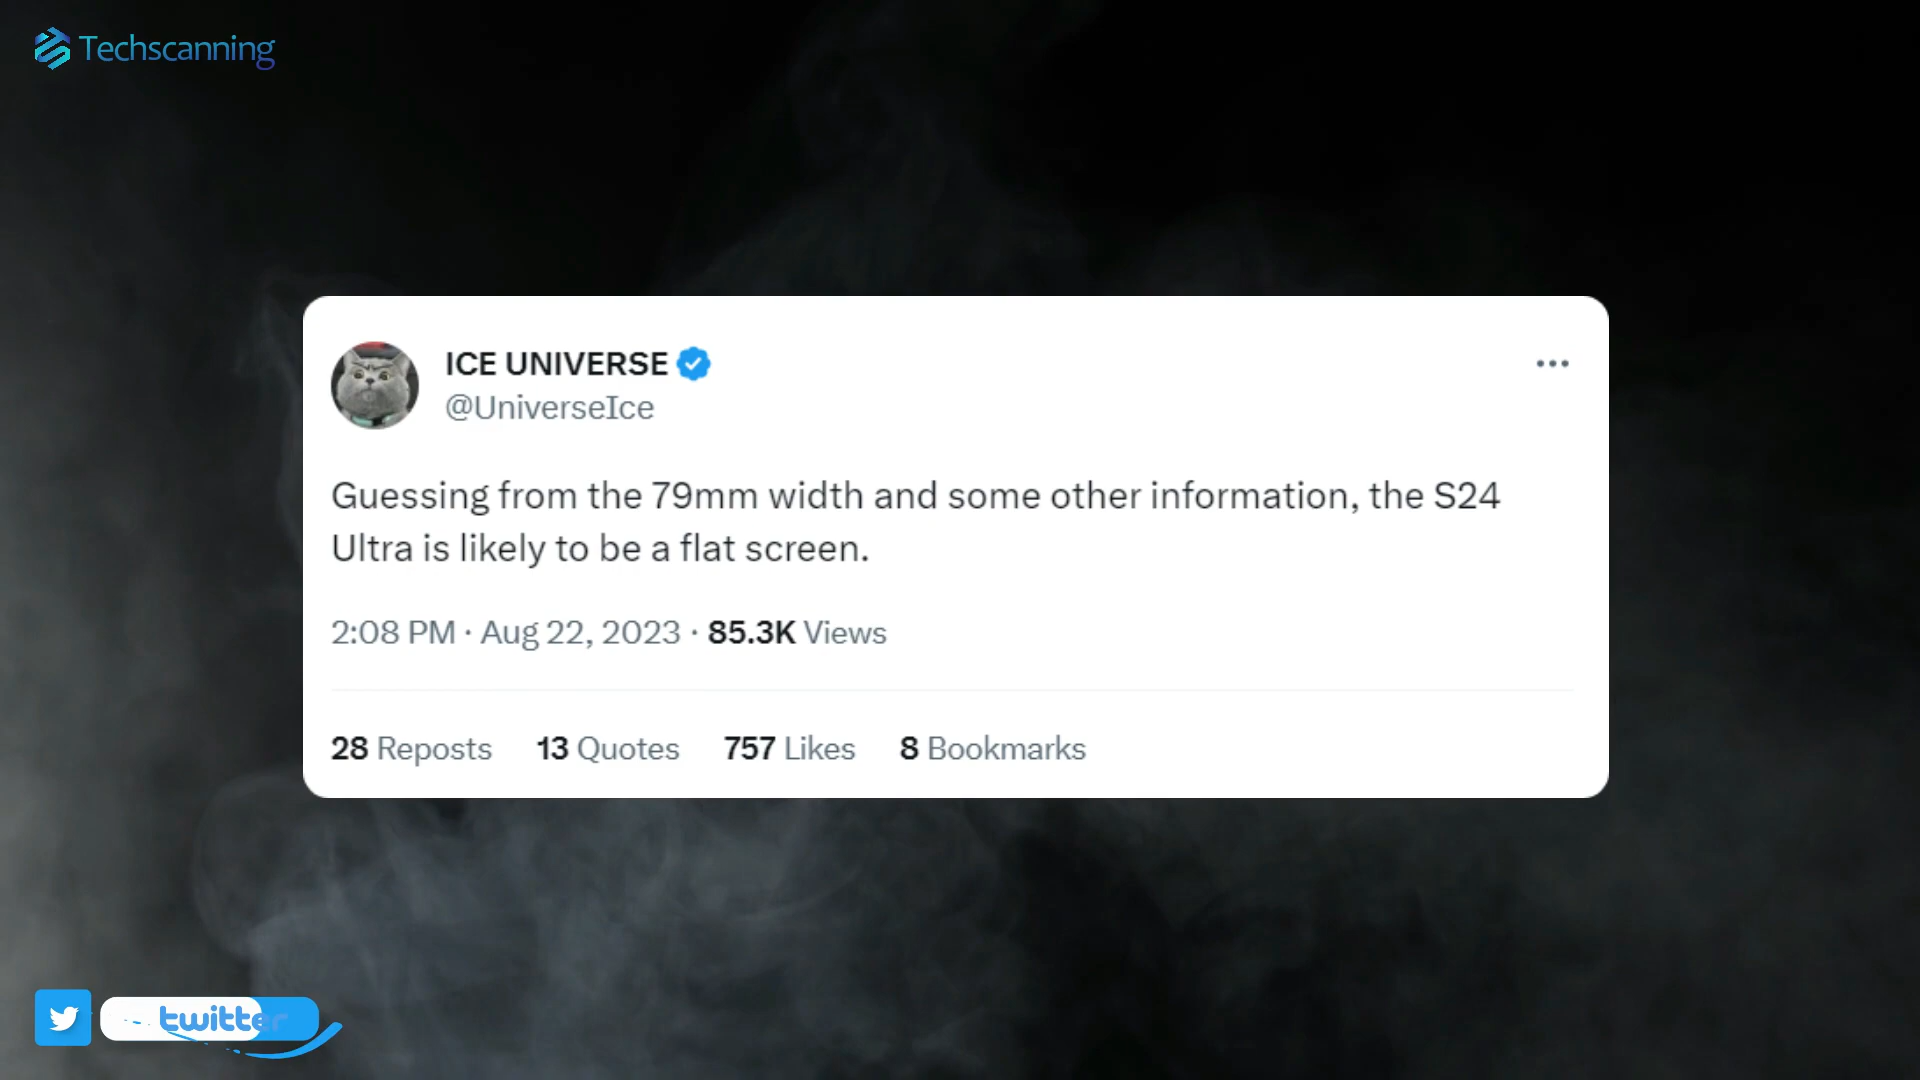 Techscanning
ICE UNIVERSE
@UniverseIce
Guessing from the 79mm width and some other information, the S24
Ultra is likely to be a flat screen.
2:08 PM · Aug 22, 2023 · 85.3K Views
28 Reposts 13 Quotes 757 Likes 8 Bookmarks
twitter